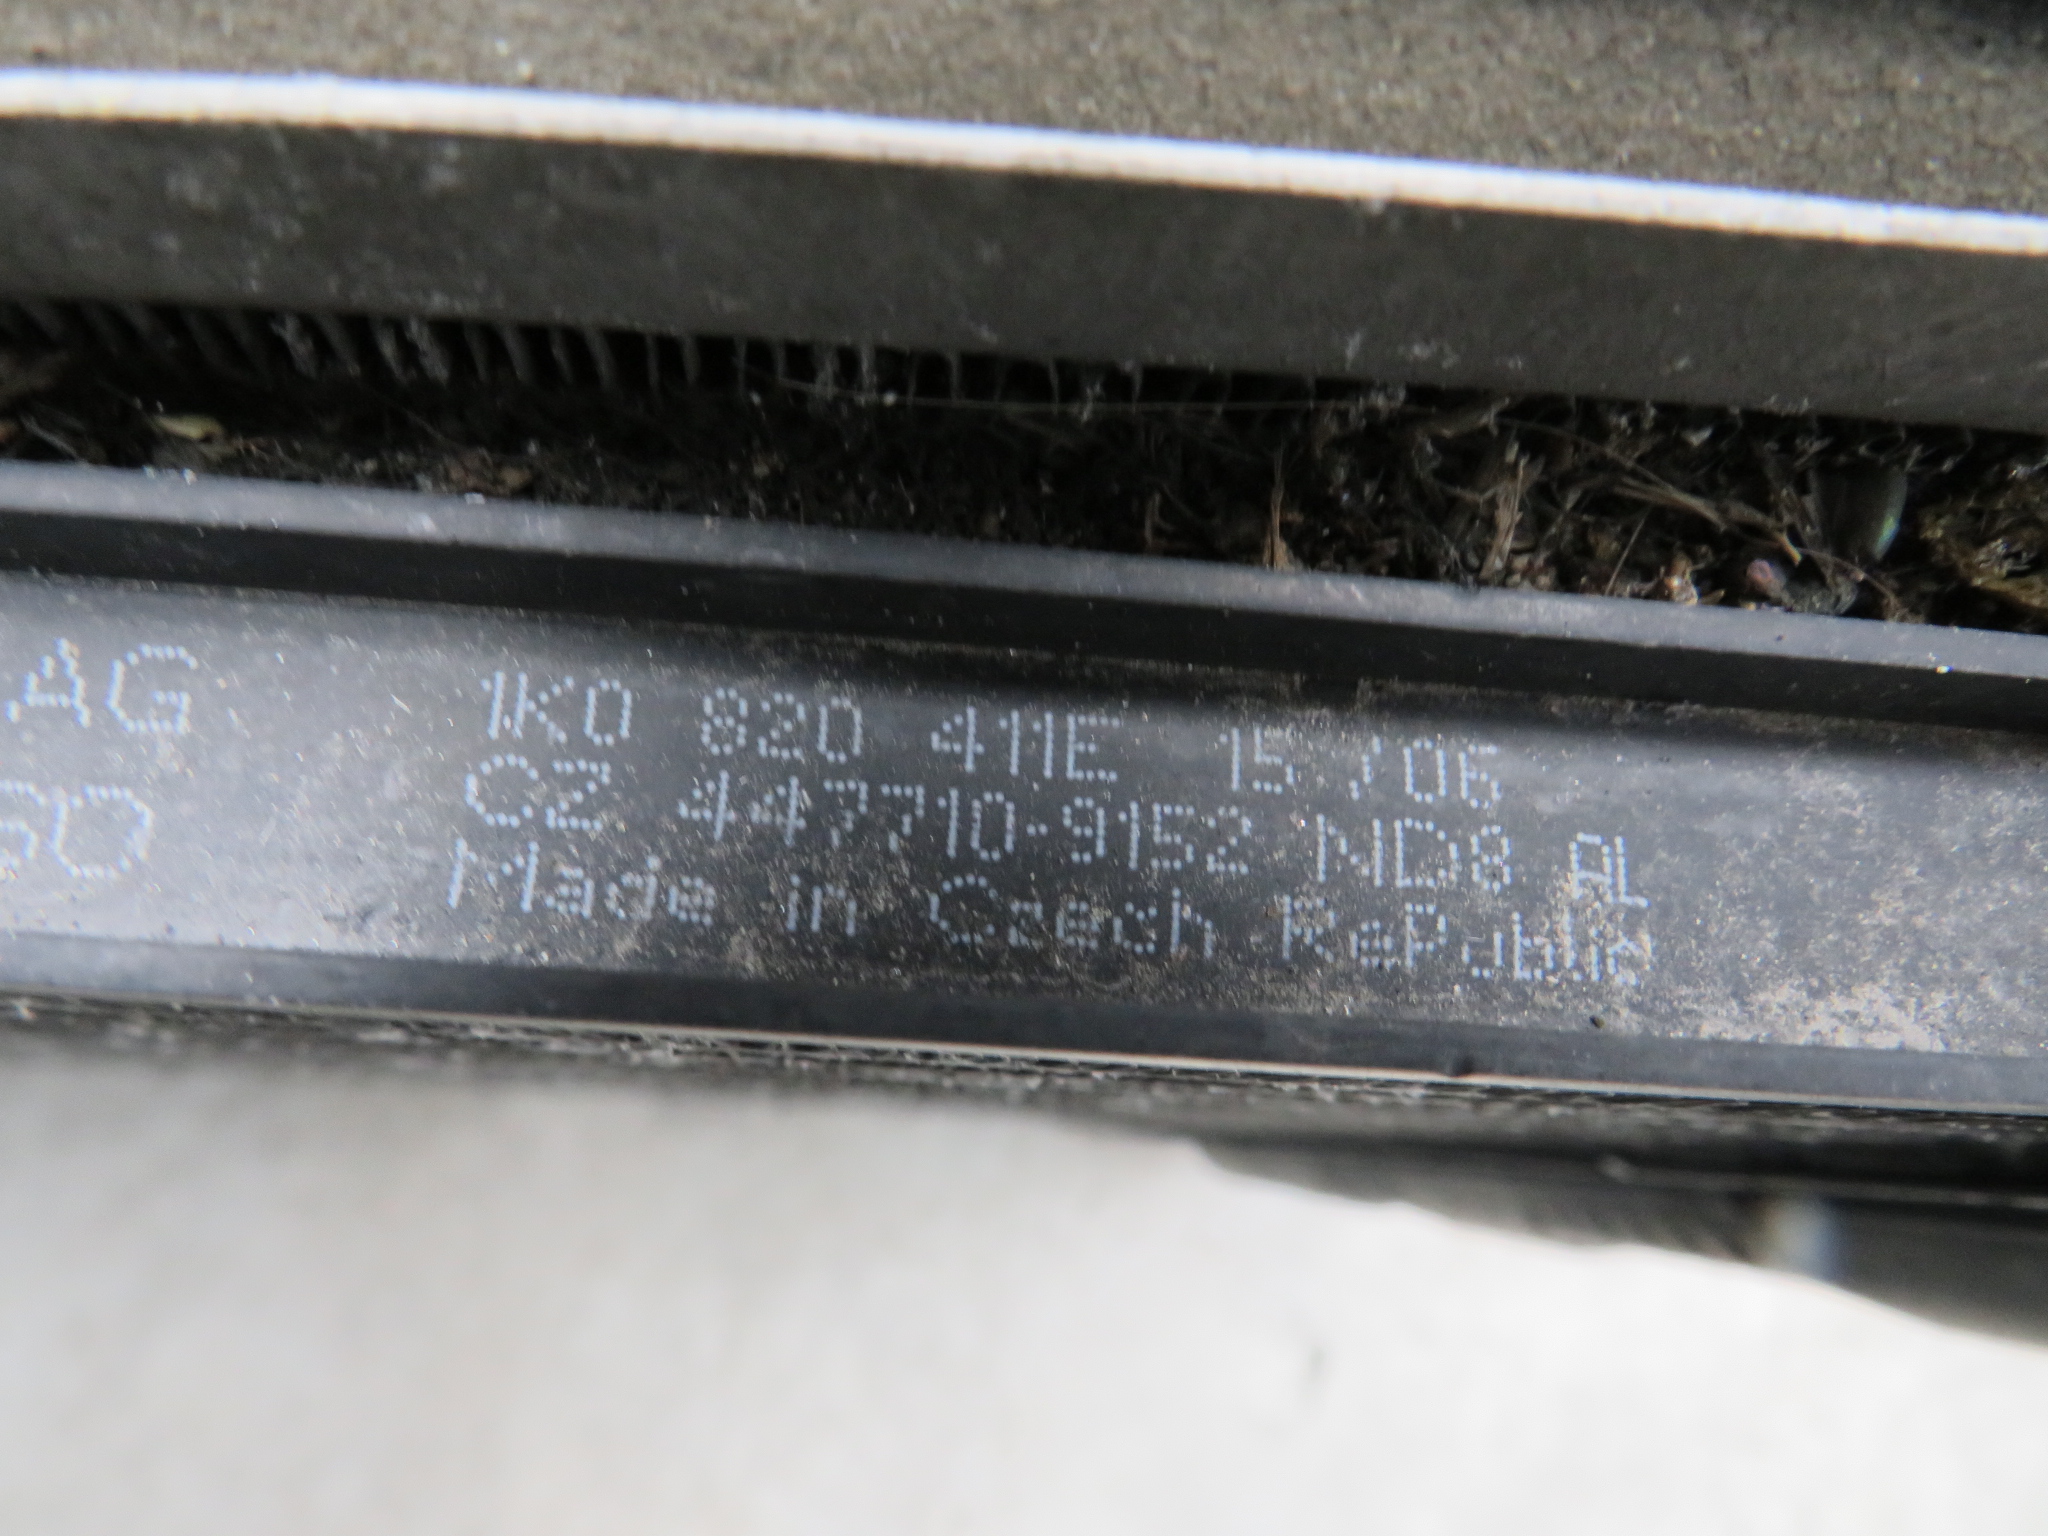 AG 1K0 820 411E 15 / 06
CZ 447710-9152 ND8 AL
Made in Czech RePublic